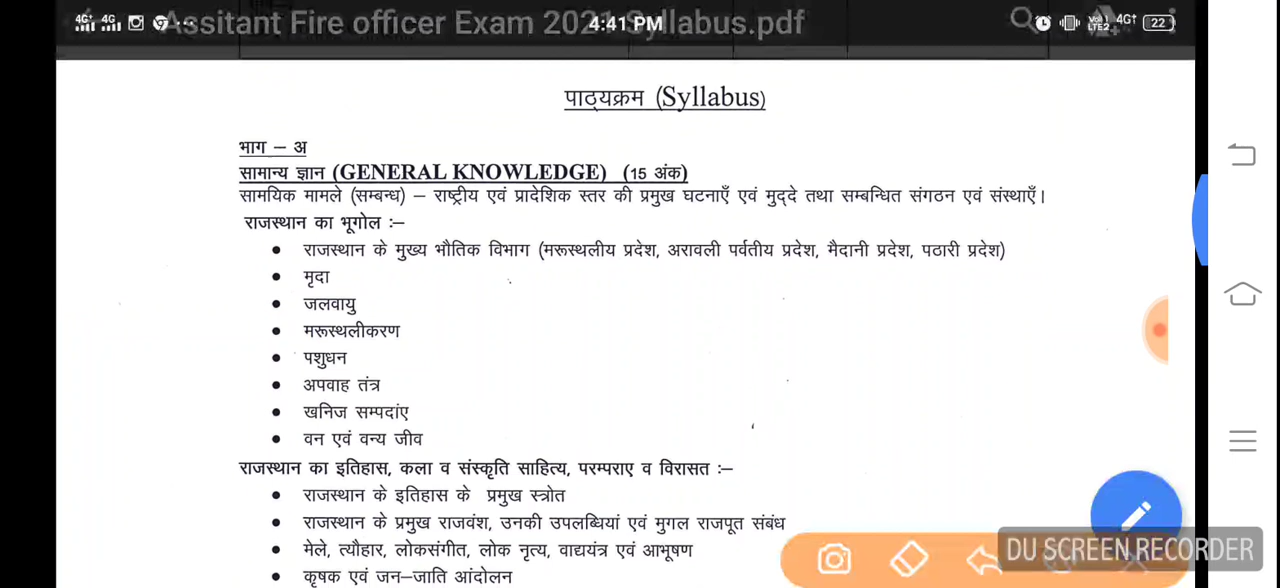 Assitant Fire officer Exam 2021 Syllabus.pdf
4:41 PM
4G 22
पाठ्यक्रम (Syllabus)
भाग – अ
सामान्य ज्ञान (GENERAL KNOWLEDGE) (15 अंक)
सामयिक मामले (सम्बन्ध) – राष्ट्रीय एवं प्रादेशिक स्तर की प्रमुख घटनाएँ एवं मुद्दे तथा सम्बन्धित संगठन एवं संस्थाएँ।
राजस्थान का भूगोल :–
• राजस्थान के मुख्य भौतिक विभाग (मरूस्थलीय प्रदेश, अरावली पर्वतीय प्रदेश, मैदानी प्रदेश, पठारी प्रदेश)
• मृदा
• जलवायु
• मरूस्थलीकरण
• पशुधन
• अपवाह तंत्र
• खनिज सम्पदांए
• वन एवं वन्य जीव
राजस्थान का इतिहास, कला व संस्कृति साहित्य, परम्पराए व विरासत :–
• राजस्थान के इतिहास के प्रमुख स्त्रोत
• राजस्थान के प्रमुख राजवंश, उनकी उपलब्धियां एवं मुगल राजपूत संबंध
• मेले, त्यौहार, लोकसंगीत, लोक नृत्य, वाद्ययंत्र एवं आभूषण
• कृषक एवं जन–जाति आंदोलन
DU SCREEN RECORDER